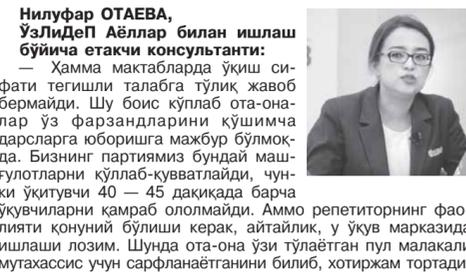 Нилуфар ОТАЕВА,
ЎзЛиДеП Аёллар билан ишлаш
бўйича етакчи консультанти:
— Ҳамма мактабларда ўқиш си-
фати тегишли талабга тўлиқ жавоб
бермайди. Шу боис кўплаб ота-она-
лар ўз фарзандларини қўшимча
дарсларга юборишга мажбур бўлмоқ-
да. Бизнинг партиямиз бундай маш-
ғулотларни қўллаб-қувватлайди, чун-
ки ўқитувчи 40 — 45 дақиқада барча
ўқувчиларни қамраб ололмайди. Аммо репетиторнинг фао-
лияти қонуний бўлиши керак, айтайлик, у ўқув марказида
ишлаши лозим. Шунда ота-она ўзи тўлаётган пул малакали
мутахассис учун сарфланаётганини билиб, хотиржам тортади.